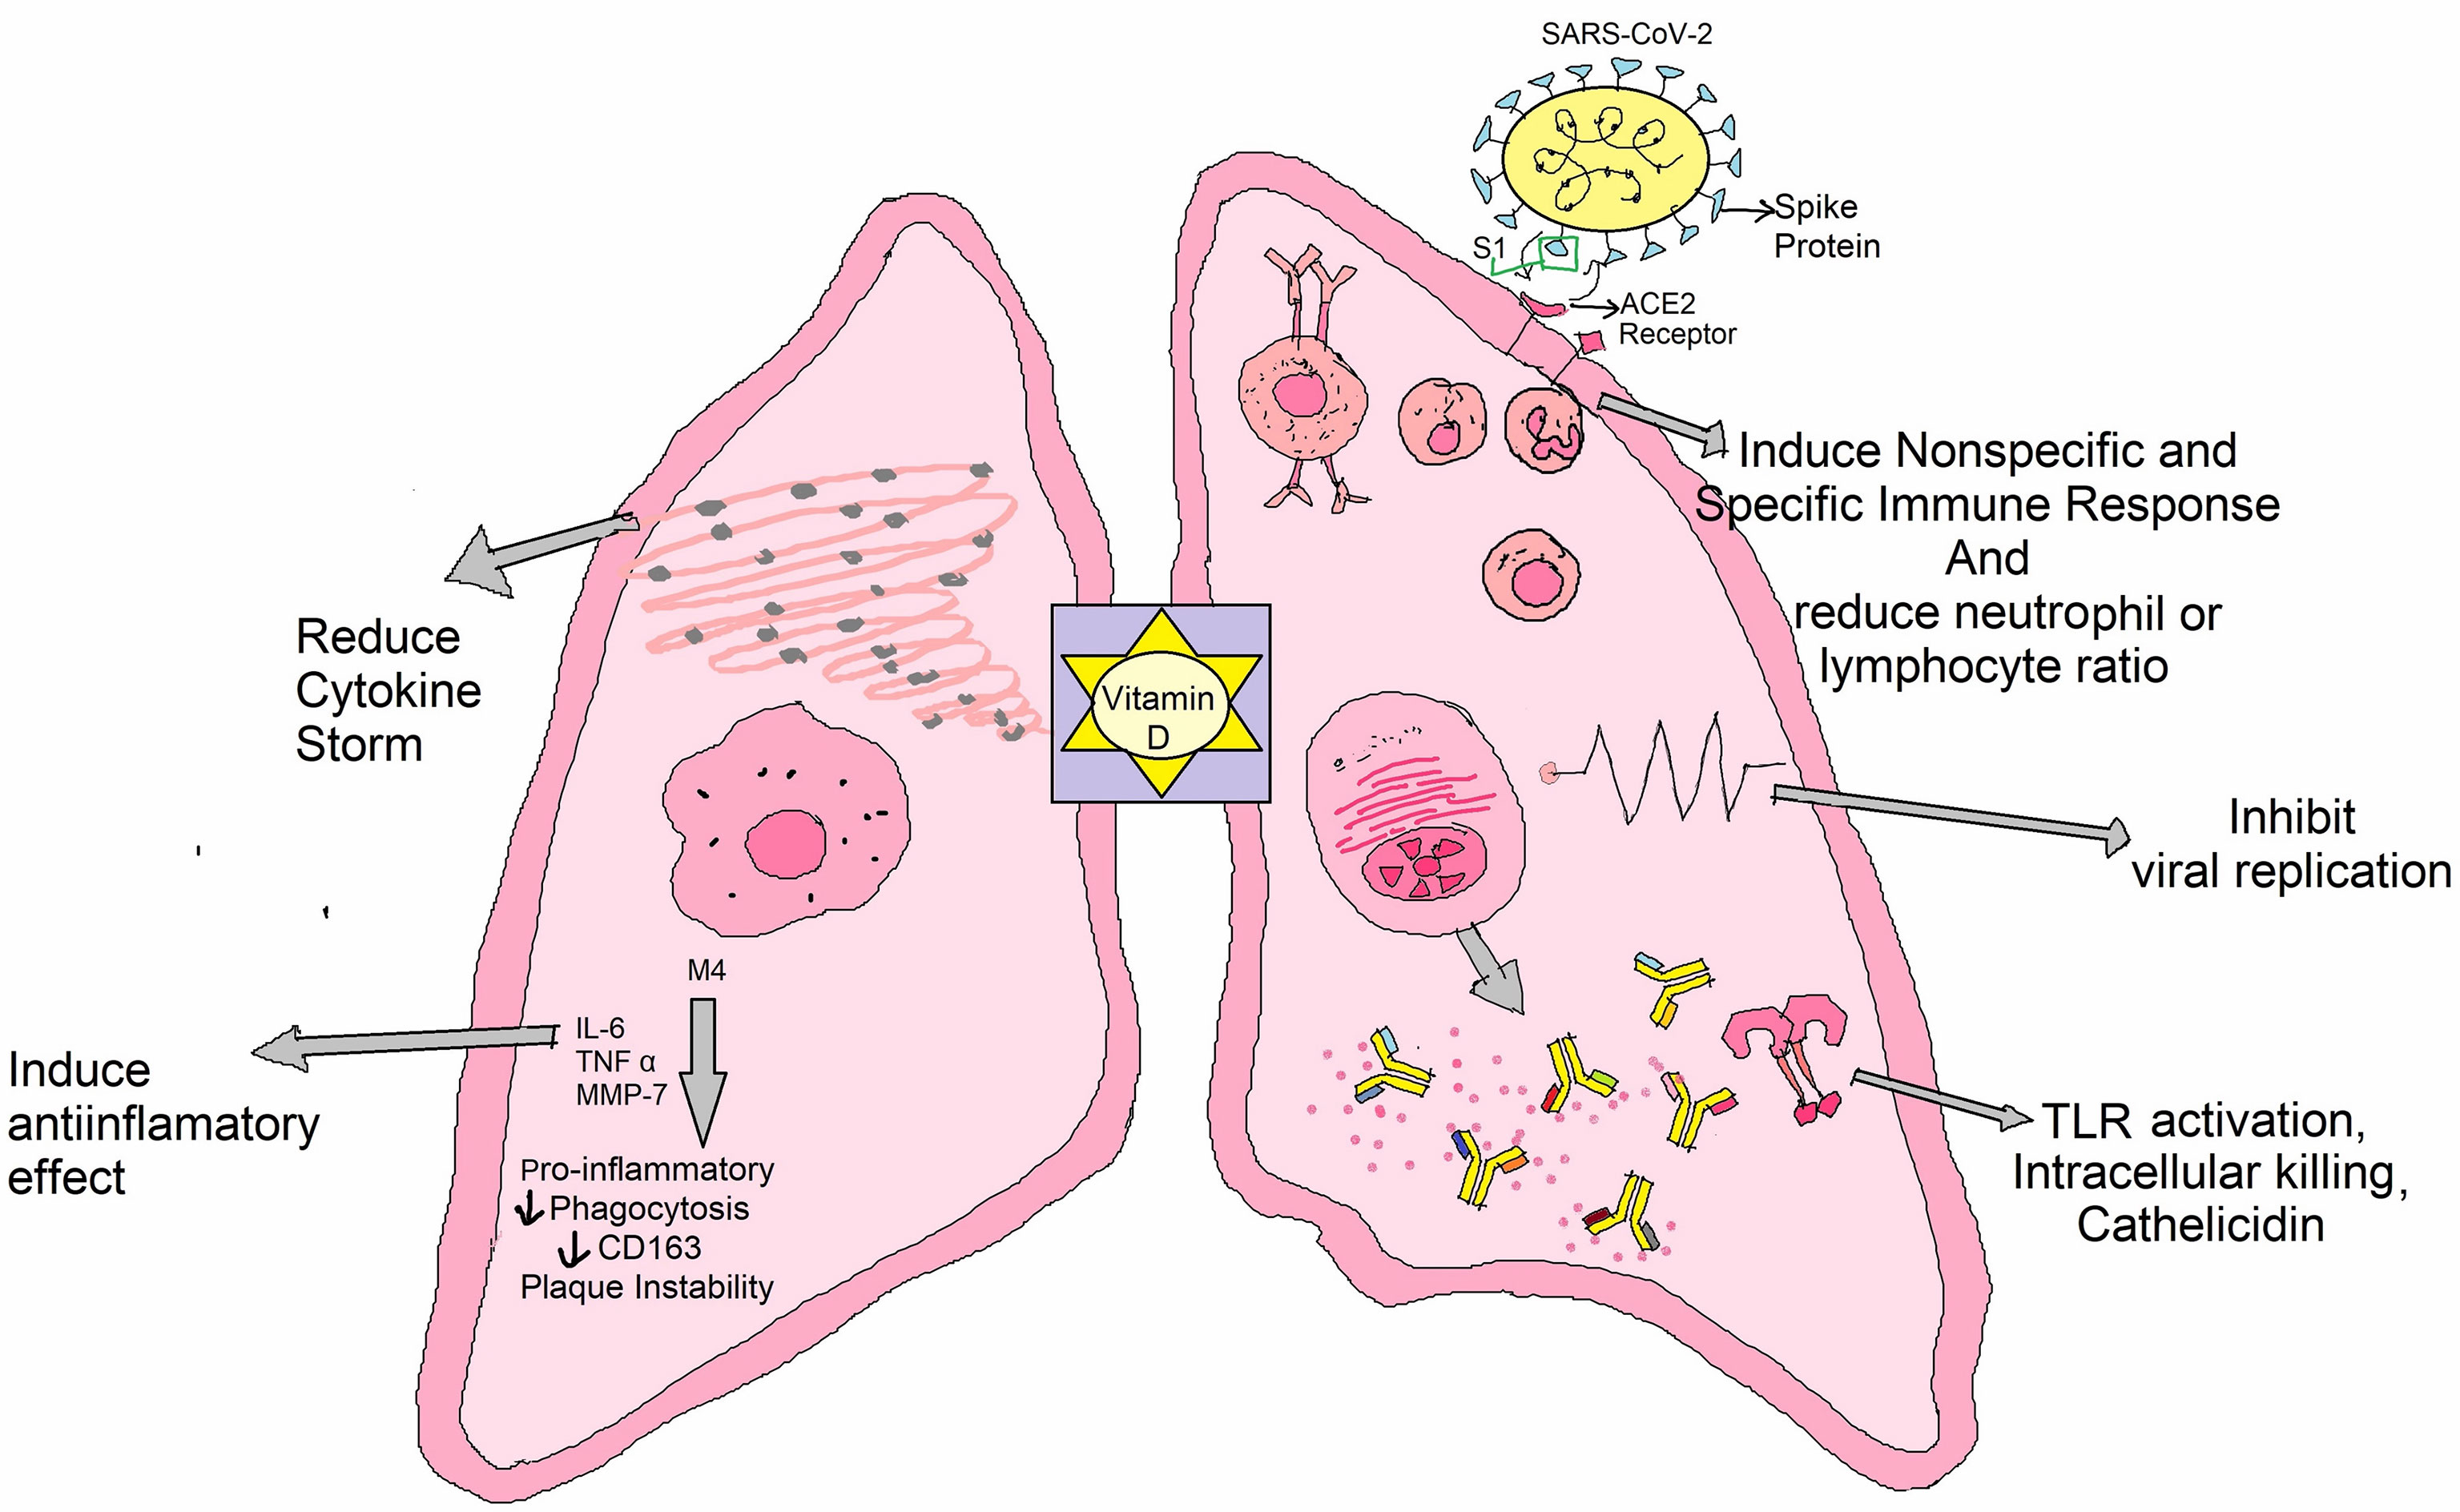 SARS-CoV-2
Spike
Protein
S1
ACE2
Receptor
Induce Nonspecific and
Specific Immune Response
And
reduce neutrophil or
lymphocyte ratio
Reduce
Cytokine
Storm
Vitamin
D
Inhibit
viral replication
M4
IL-6
TNF α
MMP-7
Induce
antiinflamatory
effect
Pro-inflammatory
↓ Phagocytosis
↓ CD163
Plaque Instability
TLR activation,
Intracellular killing,
Cathelicidin